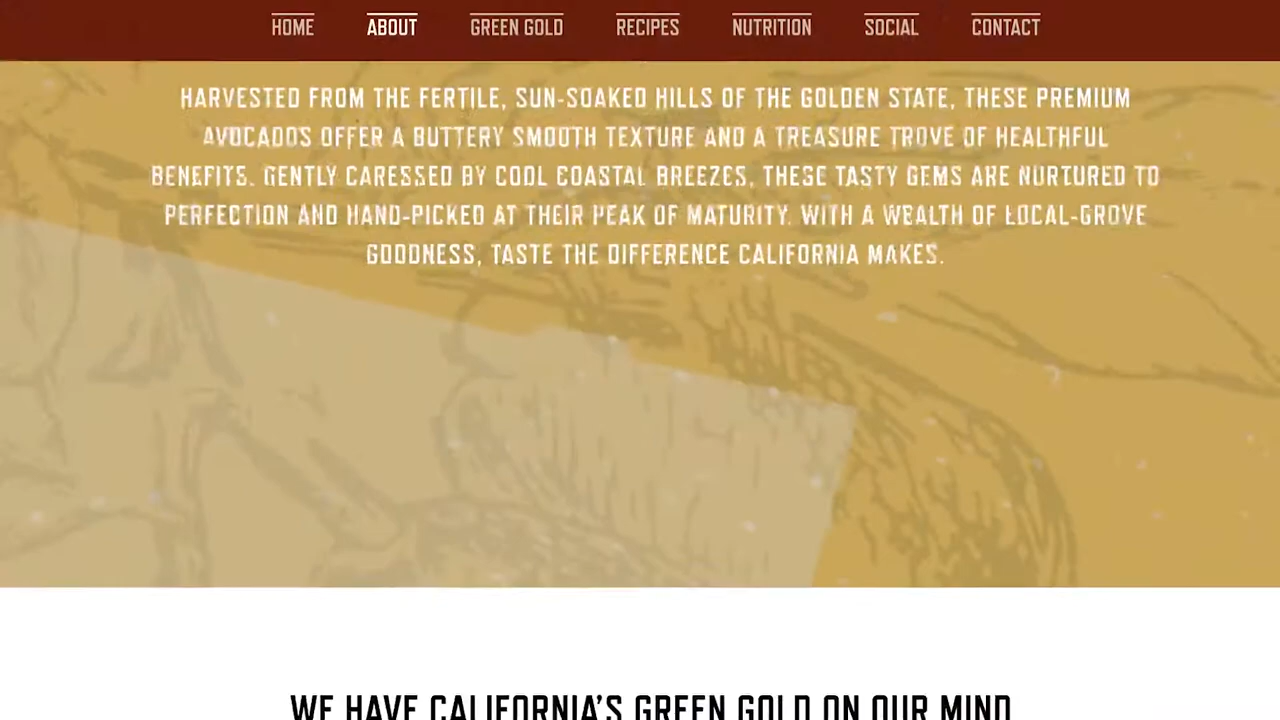 HOME ABOUT GREEN GOLD RECIPES NUTRITION SOCIAL CONTACT
HARVESTED FROM THE FERTILE, SUN-SOAKED HILLS OF THE GOLDEN STATE, THESE PREMIUM
AVOCADOS OFFER A BUTTERY SMOOTH TEXTURE AND A TREASURE TROVE OF HEALTHFUL
BENEFITS. GENTLY CARESSED BY COOL COASTAL BREEZES, THESE TASTY GEMS ARE NURTURED TO
PERFECTION AND HAND-PICKED AT THEIR PEAK OF MATURITY. WITH A WEALTH OF LOCAL-GROVE
GOODNESS, TASTE THE DIFFERENCE CALIFORNIA MAKES.
WE HAVE CALIFORNIA'S GREEN GOLD ON OUR MIND